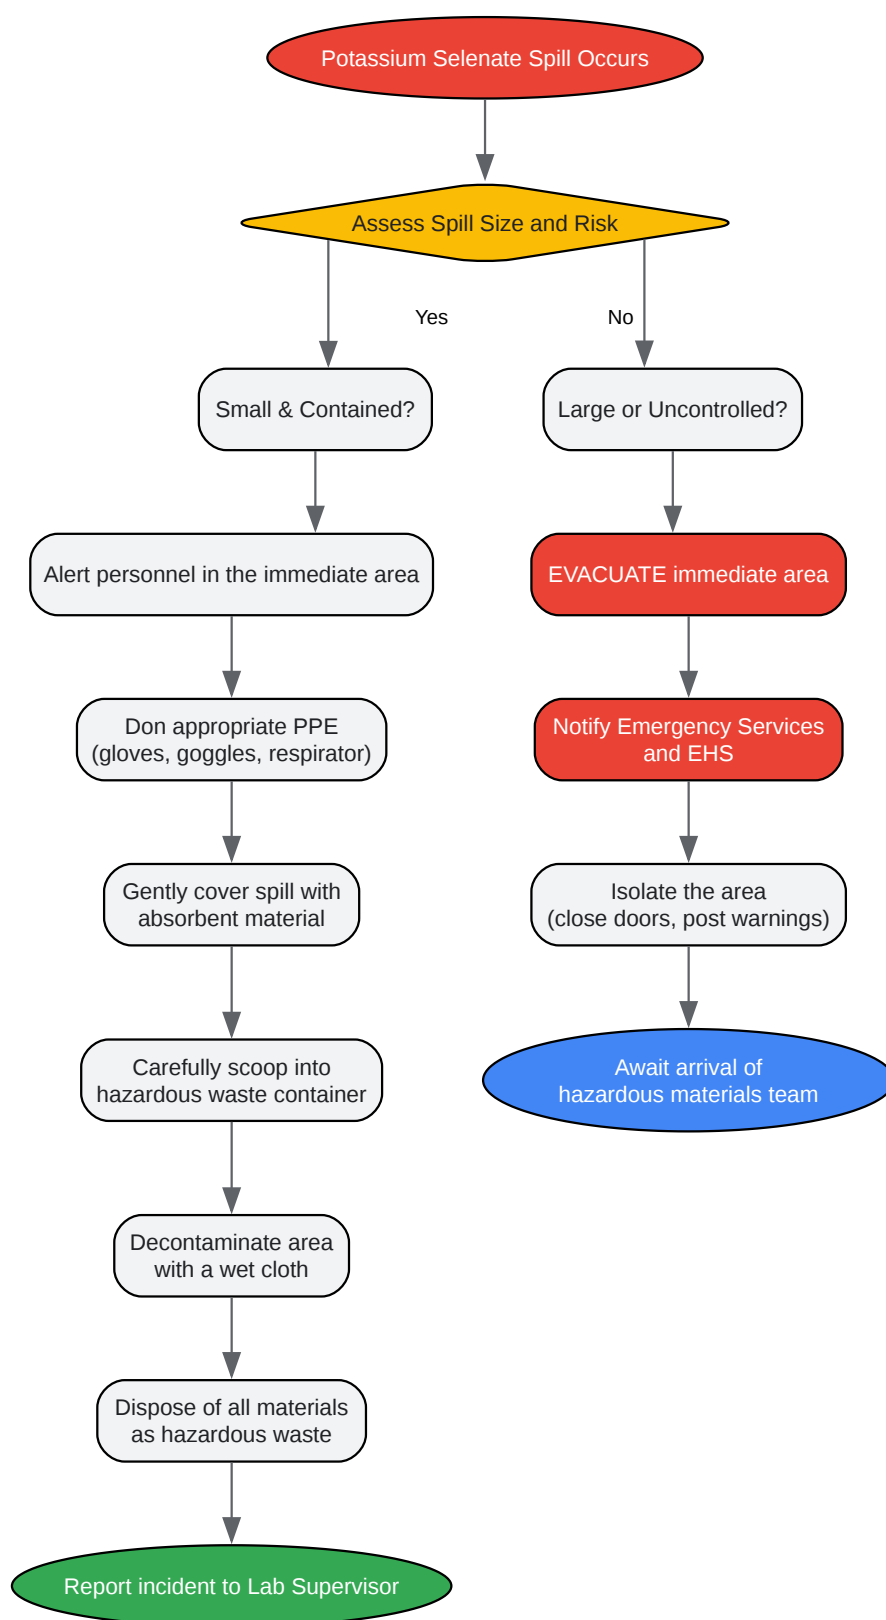 Potassium Selenate Spill Occurs
Assess Spill Size and Risk
Yes
No
Small & Contained?
Large or Uncontrolled?
Alert personnel in the immediate area
EVACUATE immediate area
Don appropriate PPE
(gloves, goggles, respirator)
Notify Emergency Services
and EHS
Gently cover spill with
absorbent material
Isolate the area
(close doors, post warnings)
Carefully scoop into
hazardous waste container
Await arrival of
hazardous materials team
Decontaminate area
with a wet cloth
Dispose of all materials
as hazardous waste
Report incident to Lab Supervisor